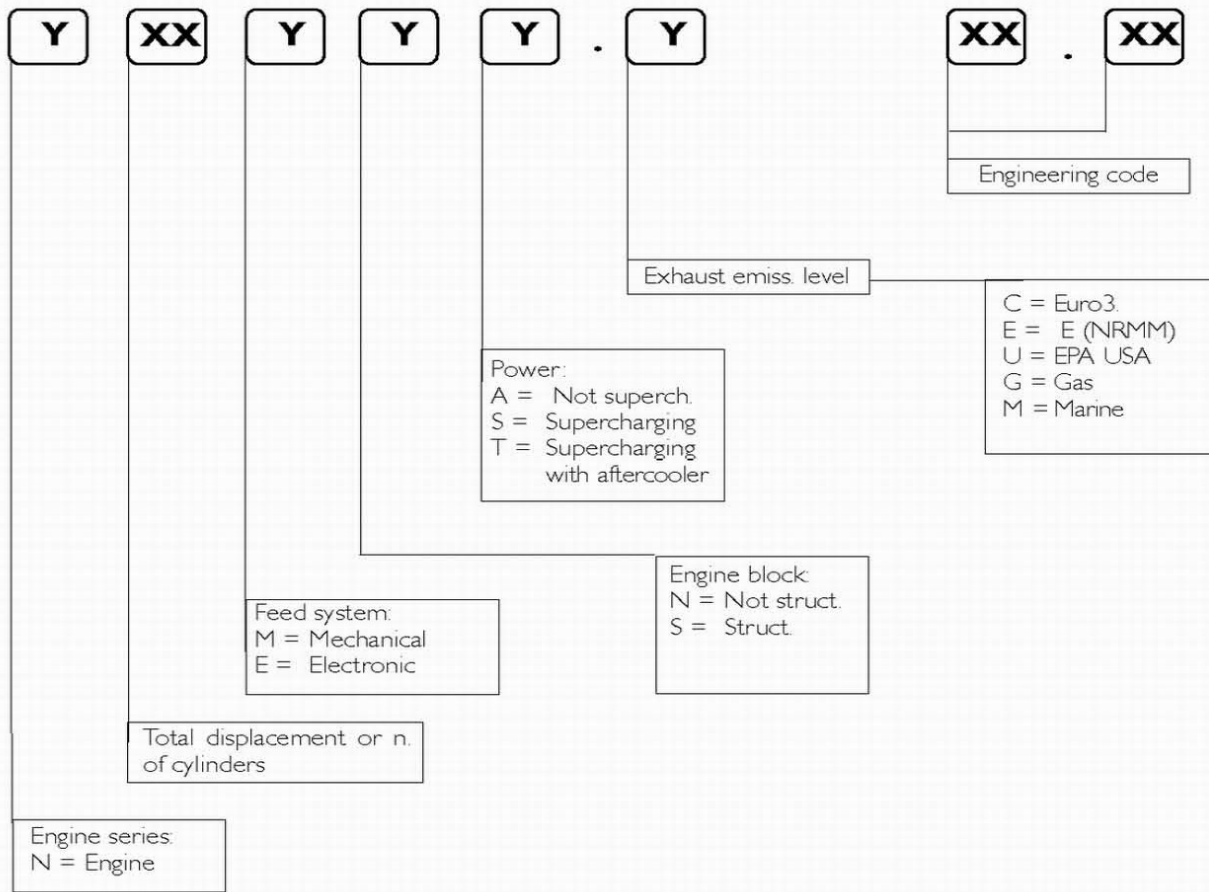 Y XX Y Y Y . Y XX . XX
Engineering code
Exhaust emiss. level
C = Euro3.
E = E (NRMM)
U = EPA USA
G = Gas
M = Marine
Power:
A = Not superch.
S = Supercharging
T = Supercharging
with aftercooler
Engine block:
N = Not struct.
S = Struct.
Feed system:
M = Mechanical
E = Electronic
Total displacement or n.
of cylinders
Engine series:
N = Engine